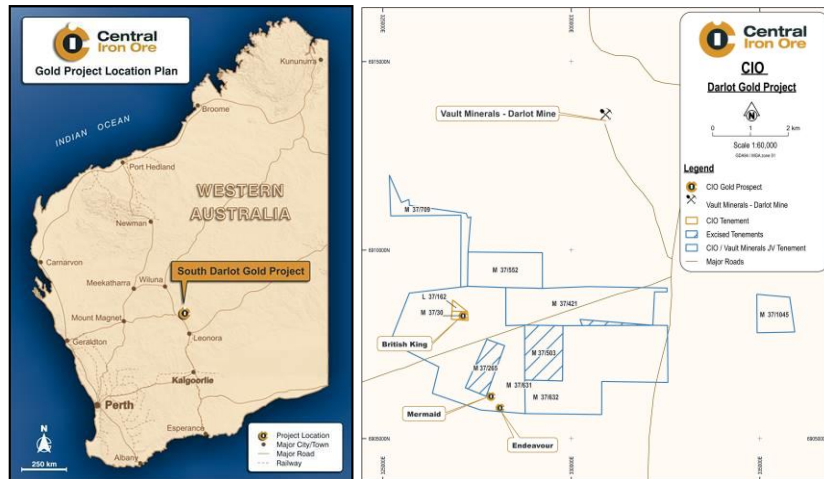 Central
Iron Ore
Gold Project Location Plan
INDIAN OCEAN
Kununurra
Broome
Port Hedland
WESTERN
AUSTRALIA
Newman
South Darlot Gold Project
Carnarvon
Meekatharra
Wiluna
Mount Magnet
Leonora
Geraldton
Kalgoorlie
Perth
Esperance
Albany
N
250 km
Project Location
Major City/Town
Major Road
Railway
Central
Iron Ore
CIO
Darlot Gold Project
N
0 1 2 km
Scale 1:60,000
Legend
CIO Gold Prospect
Vault Minerals - Darlot Mine
CIO Tenement
Excised Tenements
CIO / Vault Minerals JV Tenement
Major Roads
6915000N
Vault Minerals - Darlot Mine
M 37/709
6910000N
M 37/552
L 37/162
M 37/30
M 37/421
M 37/1045
British King
M 37/503
M 37/265
M 37/631
M 37/632
Mermaid
Endeavour
6905000N